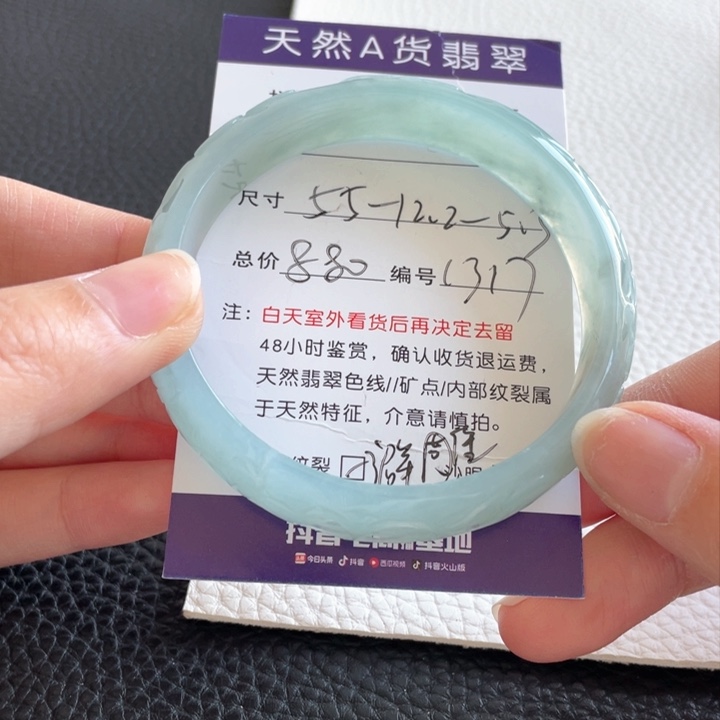 天然A货翡翠
尺寸 55-12.2-5.7
总价 880 编号 1317
注：白天室外看货后再决定去留
48小时鉴赏，确认收货退运费，
天然翡翠色线//矿点/内部纹裂属
于天然特征，介意请慎拍。
纹裂
今日头条 抖音 西瓜视频 抖音火山版